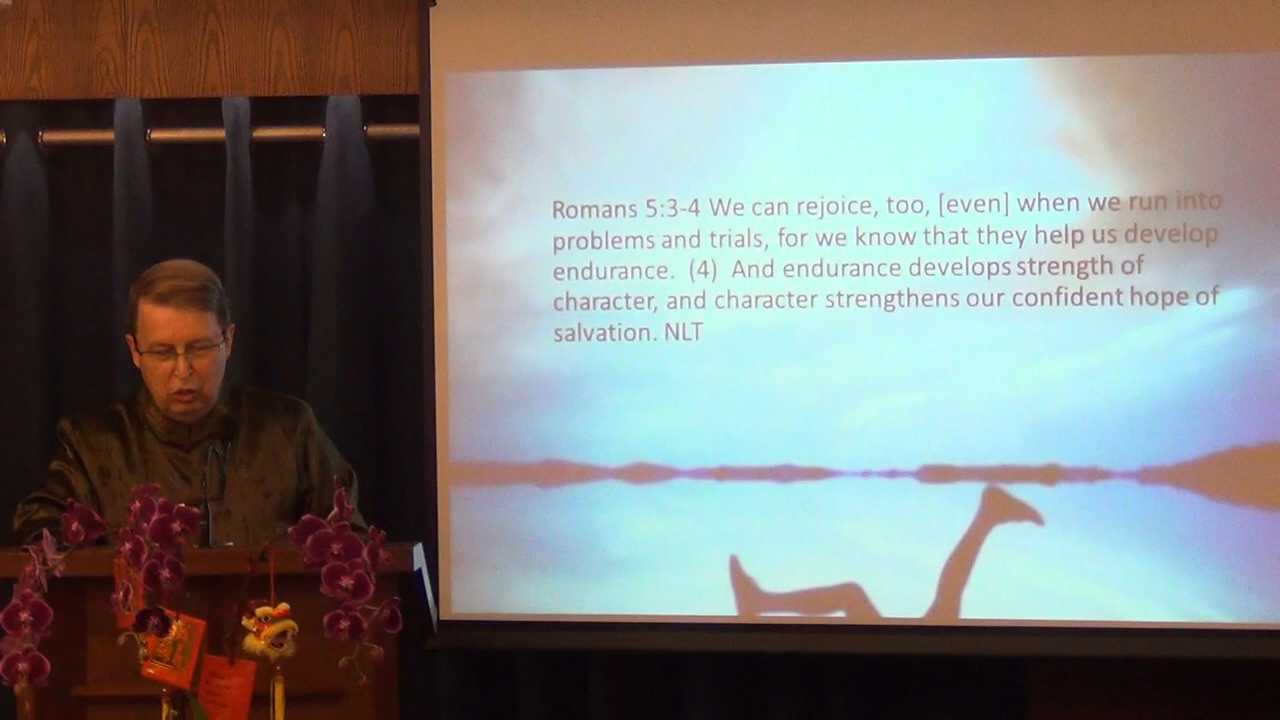 Romans 5:3-4 We can rejoice, too, [even] when we run into
problems and trials, for we know that they help us develop
endurance. (4) And endurance develops strength of
character, and character strengthens our confident hope of
salvation. NLT